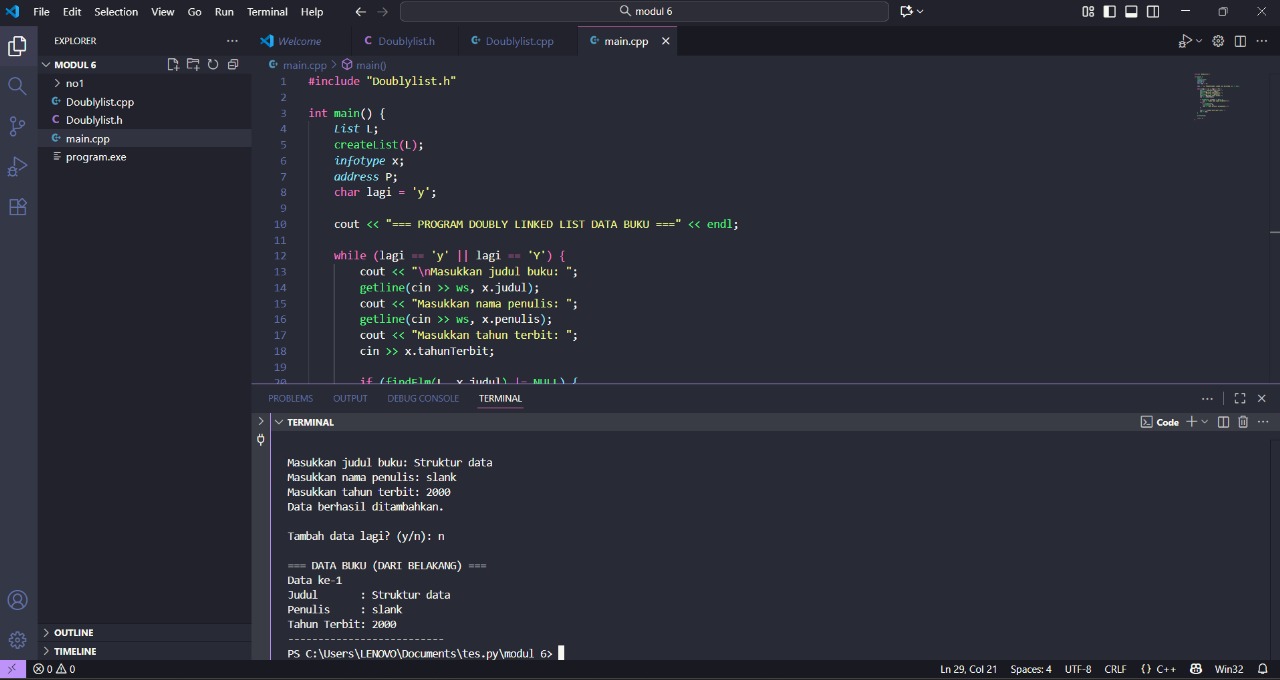 File Edit Selection View Go Run Terminal Help
modul 6
EXPLORER
MODUL 6
no1
Doublylist.cpp
Doublylist.h
main.cpp
program.exe
OUTLINE
TIMELINE
Welcome
Doublylist.h
Doublylist.cpp
main.cpp
main.cpp > main()
1 #include "Doublylist.h"
2
3 int main() {
4 List L;
5 createList(L);
6 infotype x;
7 address P;
8 char lagi = 'y';
9
10 cout << "=== PROGRAM DOUBLY LINKED LIST DATA BUKU ===" << endl;
11
12 while (lagi == 'y' || lagi == 'Y') {
13 cout << "\nMasukkan judul buku: ";
14 getline(cin >> ws, x.judul);
15 cout << "Masukkan nama penulis: ";
16 getline(cin >> ws, x.penulis);
17 cout << "Masukkan tahun terbit: ";
18 cin >> x.tahunTerbit;
19
20 if (findElm(L, x.judul) != NULL) {
PROBLEMS OUTPUT DEBUG CONSOLE TERMINAL
TERMINAL
Code
Masukkan judul buku: Struktur data
Masukkan nama penulis: slank
Masukkan tahun terbit: 2000
Data berhasil ditambahkan.
Tambah data lagi? (y/n): n
=== DATA BUKU (DARI BELAKANG) ===
Data ke-1
Judul : Struktur data
Penulis : slank
Tahun Terbit: 2000
--------------------------
PS C:\Users\LENOVO\Documents\tes.py\modul 6>
0 0
Ln 29, Col 21 Spaces: 4 UTF-8 CRLF {} C++ Win32